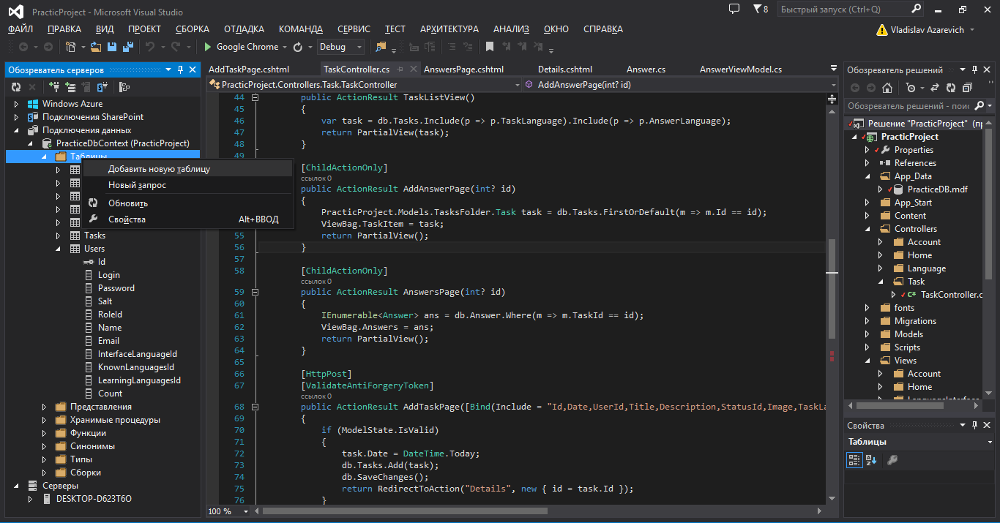 PracticProject - Microsoft Visual Studio
8
Быстрый запуск (Ctrl+Q)
ФАЙЛ ПРАВКА ВИД ПРОЕКТ СБОРКА ОТЛАДКА КОМАНДА СЕРВИС ТЕСТ АРХИТЕКТУРА АНАЛИЗ ОКНО СПРАВКА
Vladislav Azarevich
Google Chrome
Debug
Обозреватель серверов
Windows Azure
Подключения SharePoint
Подключения данных
PracticeDbContext (PracticProject)
Таблицы
Добавить новую таблицу
Новый запрос
Обновить
Свойства Alt+ВВОД
Tasks
Users
Id
Login
Password
Salt
RoleId
Name
Email
InterfaceLanguageId
KnownLanguagesId
LearningLanguagesId
Count
Представления
Хранимые процедуры
Функции
Синонимы
Типы
Сборки
Серверы
DESKTOP-D623T6O
AddTaskPage.cshtml TaskController.cs AnswersPage.cshtml Details.cshtml Answer.cs AnswerViewModel.cs
PracticProject.Controllers.Task.TaskController AddAnswerPage(int? id)
44 public ActionResult TaskListView()
45 {
46 var task = db.Tasks.Include(p => p.TaskLanguage).Include(p => p.AnswerLanguage);
47 return PartialView(task);
48 }
49
[ChildActionOnly]
ссылок 0
public ActionResult AddAnswerPage(int? id)
{
PracticProject.Models.TasksFolder.Task task = db.Tasks.FirstOrDefault(m => m.Id == id);
ViewBag.TaskItem = task;
55 return PartialView();
56 }
57
58 [ChildActionOnly]
ссылок 0
59 public ActionResult AnswersPage(int? id)
60 {
61 IEnumerable<Answer> ans = db.Answer.Where(m => m.TaskId == id);
62 ViewBag.Answers = ans;
63 return PartialView();
64 }
65
66 [HttpPost]
67 [ValidateAntiForgeryToken]
ссылок 0
68 public ActionResult AddTaskPage([Bind(Include = "Id,Date,UserId,Title,Description,StatusId,Image,TaskLa
69 {
70 if (ModelState.IsValid)
71 {
72 task.Date = DateTime.Today;
73 db.Tasks.Add(task);
74 db.SaveChanges();
75 return RedirectToAction("Details", new { id = task.Id });
76 }
100 %
Обозреватель решений
Обозреватель решений - поис
Решение "PracticProject" (пр
PracticProject
Properties
References
App_Data
PracticeDB.mdf
App_Start
Content
Controllers
Account
Home
Language
Task
C# TaskController.c
fonts
Migrations
Models
Scripts
Views
Account
Home
LanguageInterface
Свойства
Таблицы